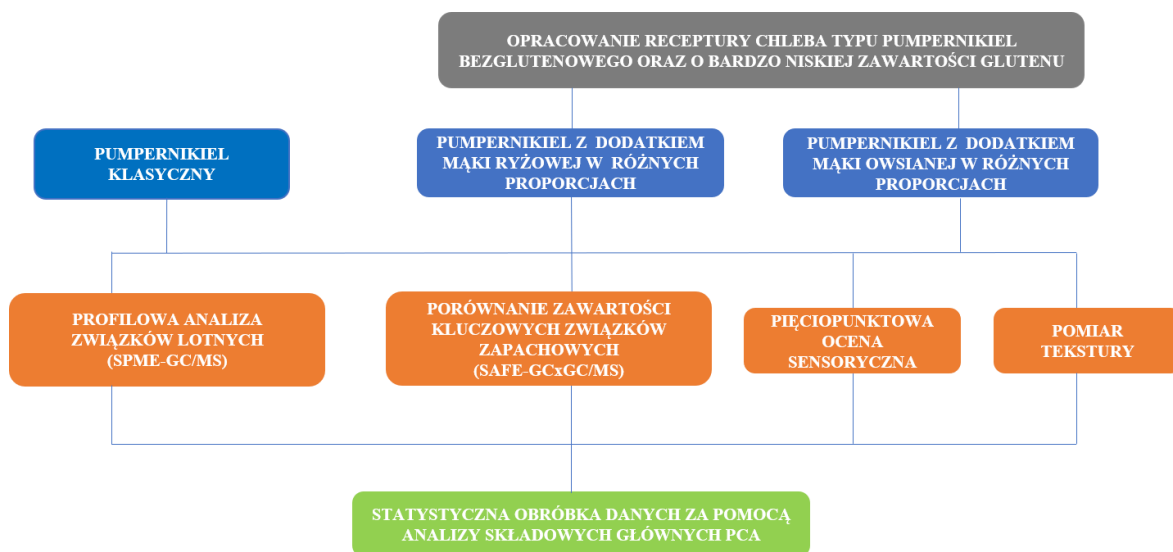 OPRACOWANIE RECEPTURY CHLEBA TYPU PUMPERNIKIEL
BEZGLUTENOWEGO ORAZ O BARDZO NISKIEJ ZAWARTOŚCI GLUTENU
PUMPERNIKIEL
KLASYCZNY
PUMPERNIKIEL Z DODATKIEM
MĄKI RYŻOWEJ W RÓŻNYCH
PROPORCJACH
PUMPERNIKIEL Z DODATKIEM
MĄKI OWSIANEJ W RÓŻNYCH
PROPORCJACH
PROFILOWA ANALIZA
ZWIĄZKÓW LOTNYCH
(SPME-GC/MS)
PORÓWNANIE ZAWARTOŚCI
KLUCZOWYCH ZWIĄZKÓW
ZAPACHOWYCH
(SAFE-GCxGC/MS)
PIĘCIOPUNKTOWA
OCENA
SENSORYCZNA
POMIAR
TEKSTURY
STATYSTYCZNA OBRÓBKA DANYCH ZA POMOCĄ
ANALIZY SKŁADOWYCH GŁÓWNYCH PCA